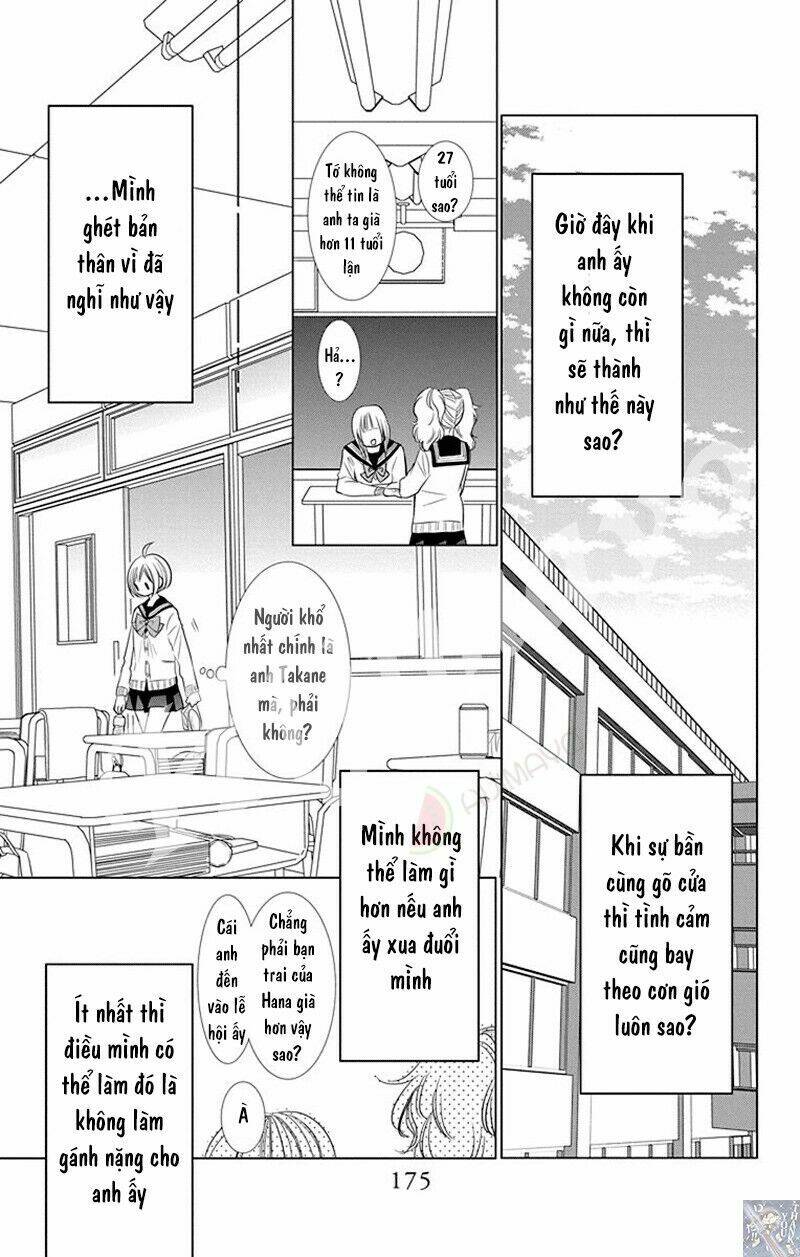 Giờ đây khi
anh ấy
không còn
gì nữa, thì
sẽ thành
như thế này
sao?
Khi sự bần
cùng gõ cửa
thì tình cảm
cũng bay
theo cơn gió
luôn sao?
27
tuổi
sao?
Tớ không
thể tin là
anh ta già
hơn 11 tuổi
lận
Hả...
?
...Mình
ghét bản
thân vì đã
nghĩ như vậy
Người khổ
nhất chính là
anh Takane
mà, phải
không?
Mình không
thể làm gì
hơn nếu anh
ấy xua đuổi
mình
Chẳng
phải bạn
trai của
Hana già
hơn vậy
sao?
Cái
anh
đến
vào lễ
hội ấy
À
Ít nhất thì
điều mình có
thể làm đó là
không làm
gánh nặng cho
anh ấy
175